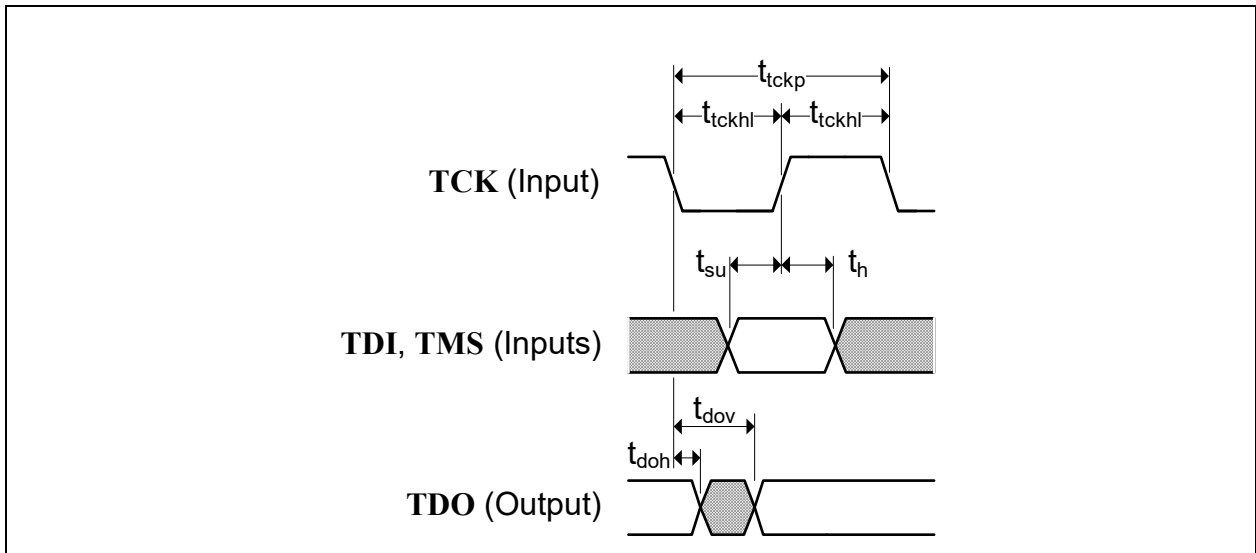 t_tckp
t_tckhl t_tckhl
TCK (Input)
t_su t_h
TDI, TMS (Inputs)
t_dov
t_doh
TDO (Output)